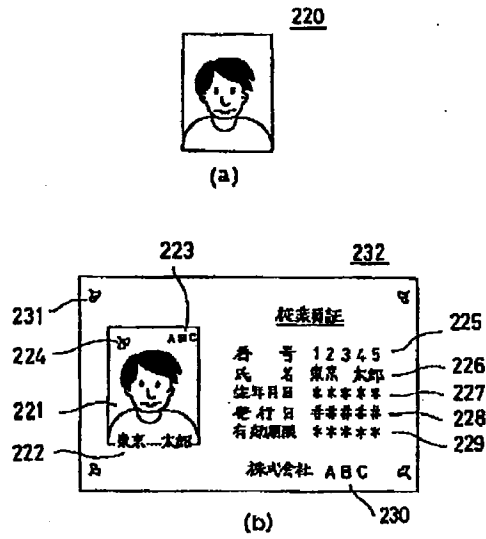 220
(a)
223
232
231
従業員証
ABC
225
224
番 号 12345
226
氏 名 東京 太郎
221
生年月日 *****
227
発行日 *****
228
有効期限 *****
229
222
東京 太郎
株式会社 ABC
230
(b)